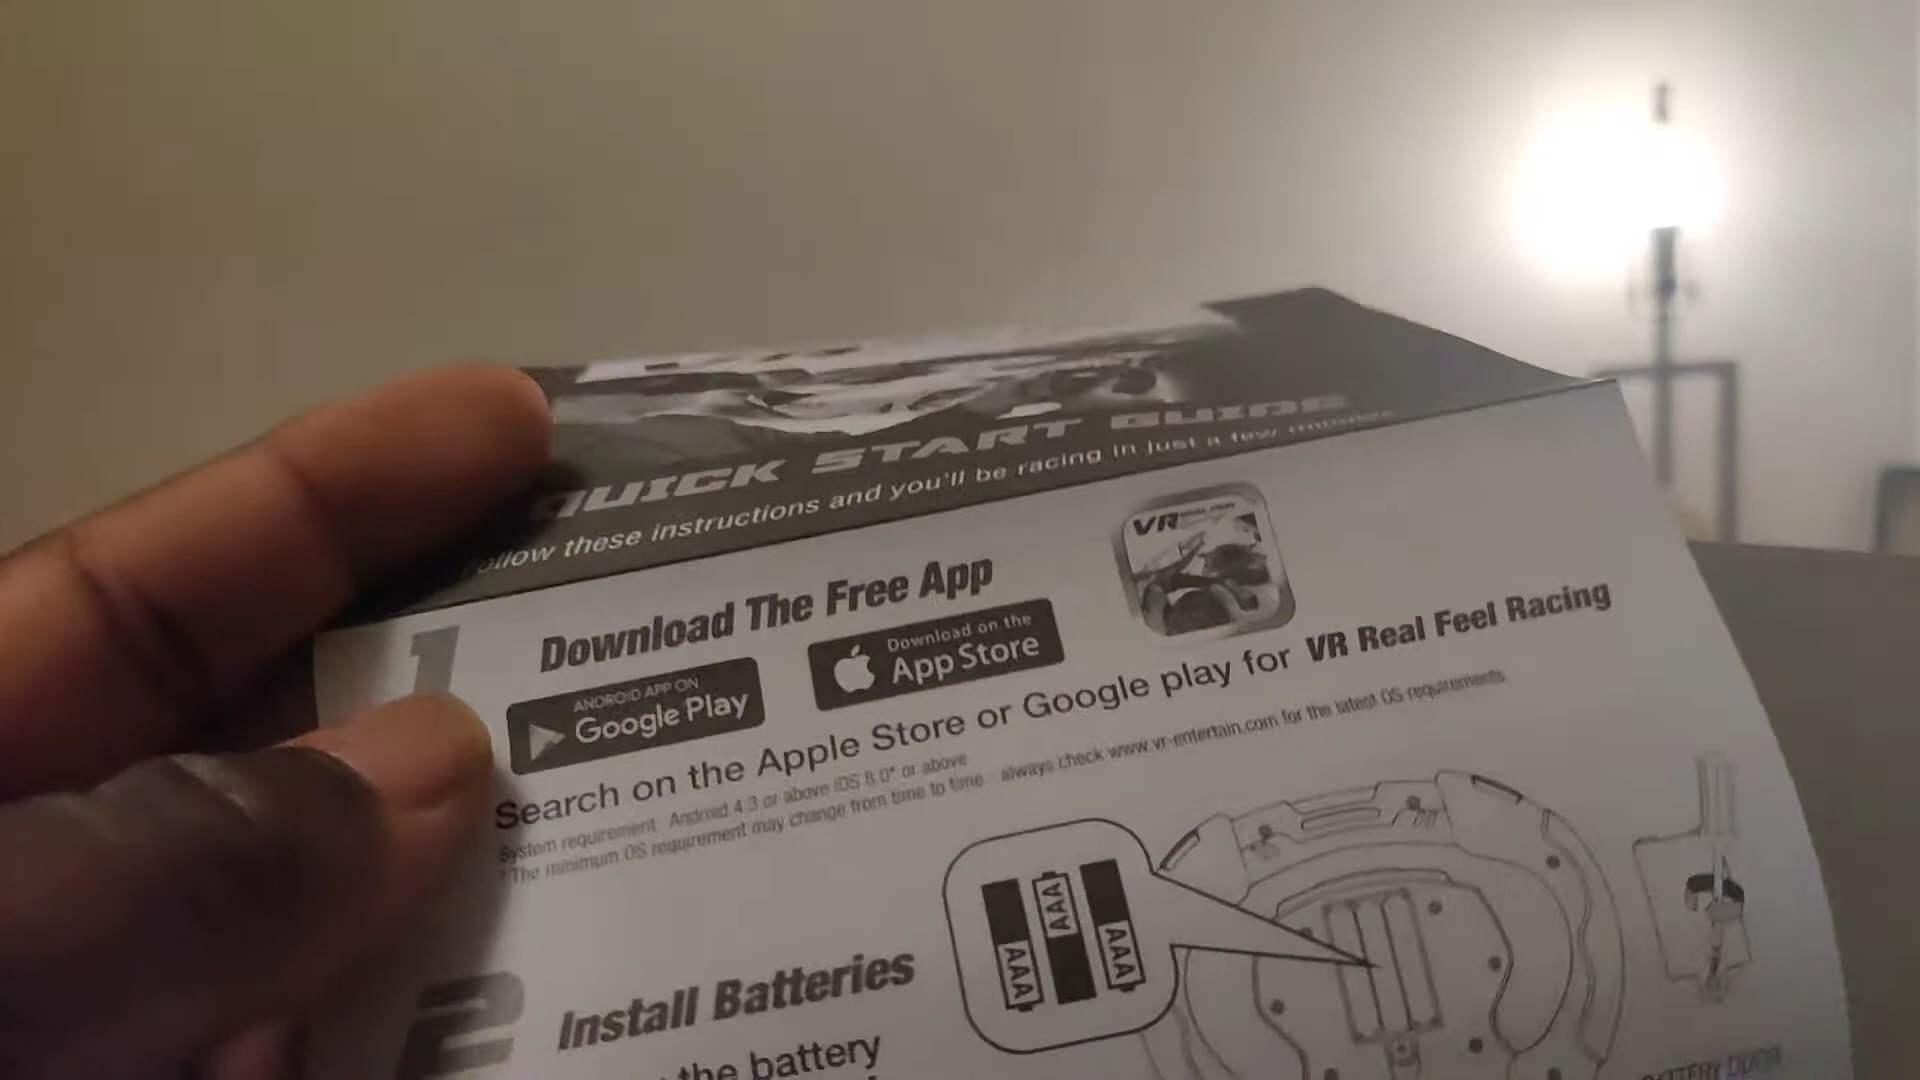 QUICK START GUIDE
Follow these instructions and you'll be racing in just a few minutes
1 Download The Free App
ANDROID APP ON
Google Play
Download on the
App Store
VR
Search on the Apple Store or Google play for VR Real Feel Racing
System requirement Android 4.3 or above iOS 8.0* or above
*The minimum OS requirement may change from time to time always check www.vr-entertain.com for the latest OS requirements
2 Install Batteries
AAA
AAA
AAA
the battery
BATTERY DOOR